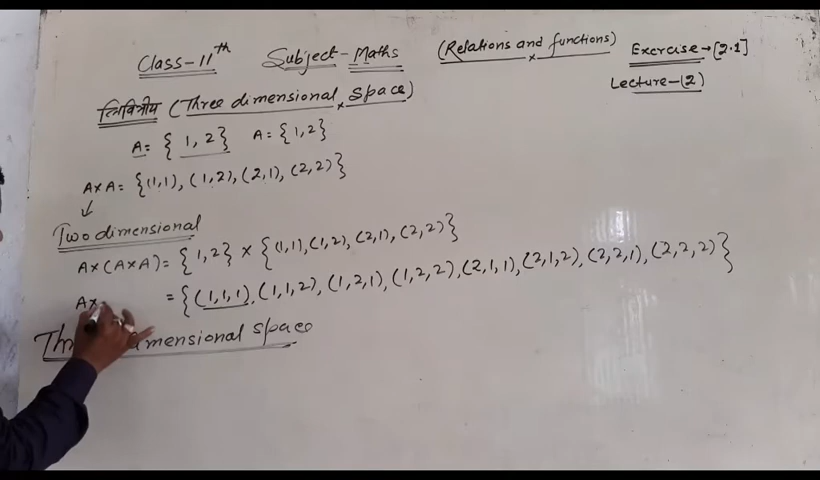 Class-11th Subject-Maths (Relations and functions) Excercise→[2.1]
Lecture-(2)
त्रिविमीय (Three dimensional space)
A = { 1, 2 } A = {1,2}
A×A = {(1,1), (1,2), (2,1), (2,2)}
↓
Two dimensional
A×(A×A) = {1,2} × {(1,1), (1,2), (2,1), (2,2)}
A× = {(1,1,1), (1,1,2), (1,2,1), (1,2,2), (2,1,1), (2,1,2), (2,2,1), (2,2,2)}
Th mensional space